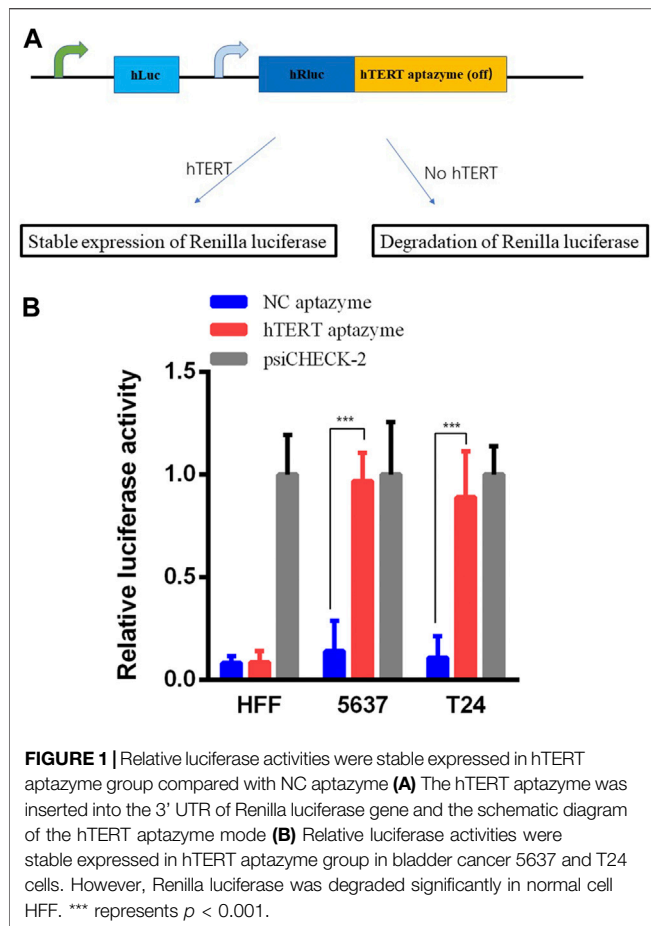 A
hLuc
hRluc
hTERT aptazyme (off)
hTERT
No hTERT
Stable expression of Renilla luciferase
Degradation of Renilla luciferase
B
NC aptazyme
hTERT aptazyme
psiCHECK-2
Relative luciferase activity
1.5
1.0
0.5
0.0
***
***
HFF
5637
T24
FIGURE 1 | Relative luciferase activities were stable expressed in hTERT
aptazyme group compared with NC aptazyme (A) The hTERT aptazyme was
inserted into the 3' UTR of Renilla luciferase gene and the schematic diagram
of the hTERT aptazyme mode (B) Relative luciferase activities were
stable expressed in hTERT aptazyme group in bladder cancer 5637 and T24
cells. However, Renilla luciferase was degraded significantly in normal cell
HFF. *** represents p < 0.001.